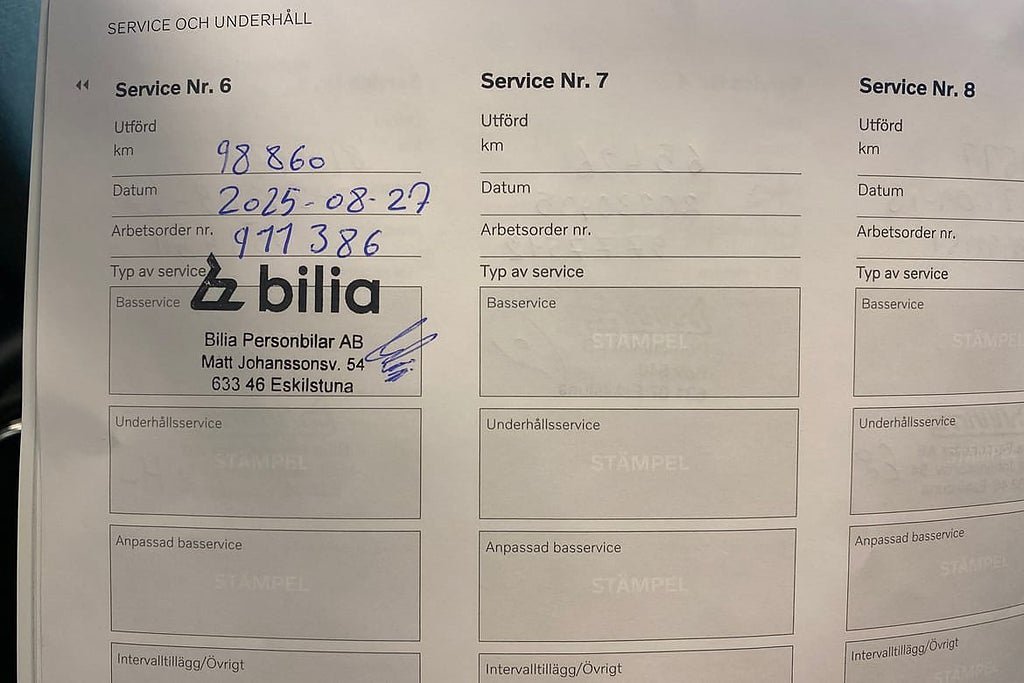 SERVICE OCH UNDERHÅLL
Service Nr. 6
Utförd
km 98 860
Datum 2025-08-27
Arbetsorder nr. 911386
Typ av service
Basservice
bilia
Bilia Personbilar AB
Matt Johanssonsv. 54
633 46 Eskilstuna
Underhållsservice
STÄMPEL
Anpassad basservice
STÄMPEL
Intervalltillägg/Övrigt
Service Nr. 7
Utförd
km
Datum
Arbetsorder nr.
Typ av service
Basservice
STÄMPEL
Underhållsservice
STÄMPEL
Anpassad basservice
STÄMPEL
Intervalltillägg/Övrigt
Service Nr. 8
Utförd
km
Datum
Arbetsorder nr.
Typ av service
Basservice
STÄMPEL
Underhållsservice
Anpassad basservice
STÄMPEL
Intervalltillägg/Övrigt
STÄMPEL